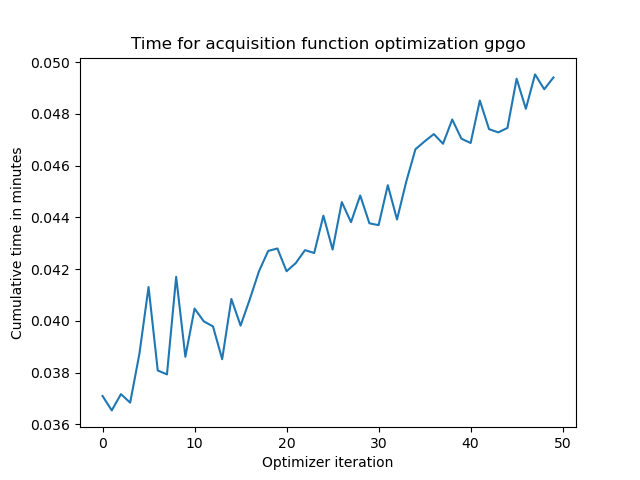 Time for acquisition function optimization gpgo
0.050
0.048
0.046
0.044
0.042
0.040
0.038
0.036
Cumulative time in minutes
0 10 20 30 40 50
Optimizer iteration